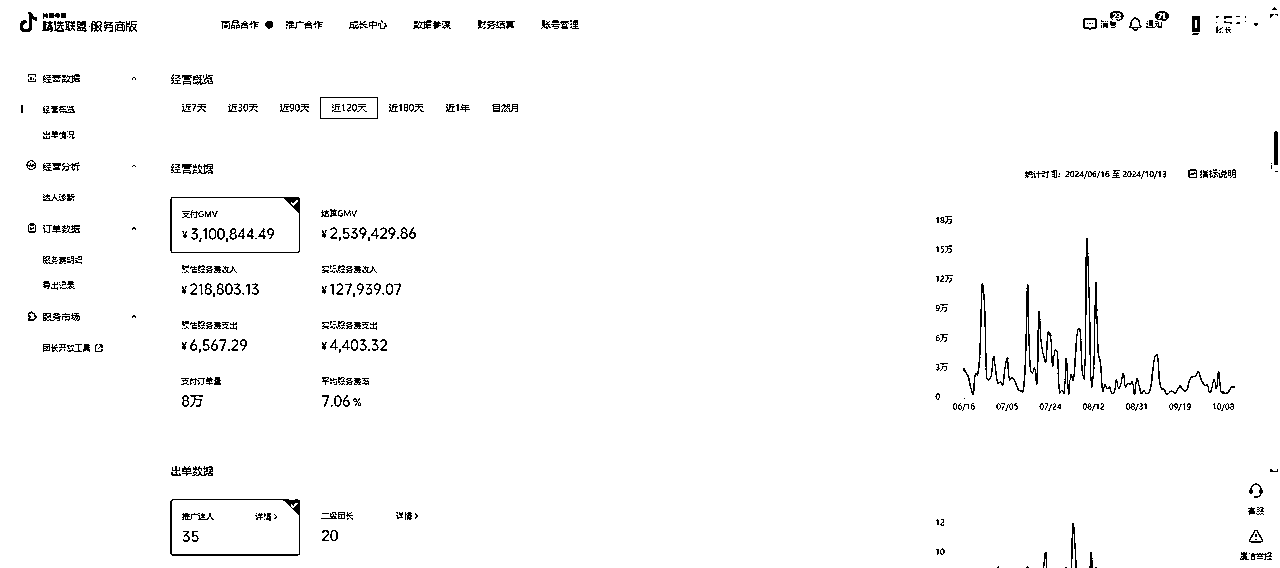 精选联盟·服务商版
商品合作 推广合作 成长中心 数据参谋 财务结算 账号管理
消息 23 通知 71
经营数据
经营概览
出单情况
经营分析
达人诊断
订单数据
服务费明细
导出记录
服务市场
团长开放工具
经营概览
近7天 近30天 近90天 近120天 近180天 近1年 自然月
经营数据
统计时间: 2024/06/16 至 2024/10/13 指标说明
支付GMV 结算GMV
¥3,100,844.49 ¥2,539,429.86
预估服务费收入 实际服务费收入
¥218,803.13 ¥127,939.07
预估服务费支出 实际服务费支出
¥6,567.29 ¥4,403.32
支付订单量 平均服务费率
8万 7.06%
18万
15万
12万
9万
6万
3万
0
06/16 07/05 07/24 08/12 08/31 09/19 10/08
出单数据
推广达人 详情> 二级团长 详情>
35 20
12
10
客服